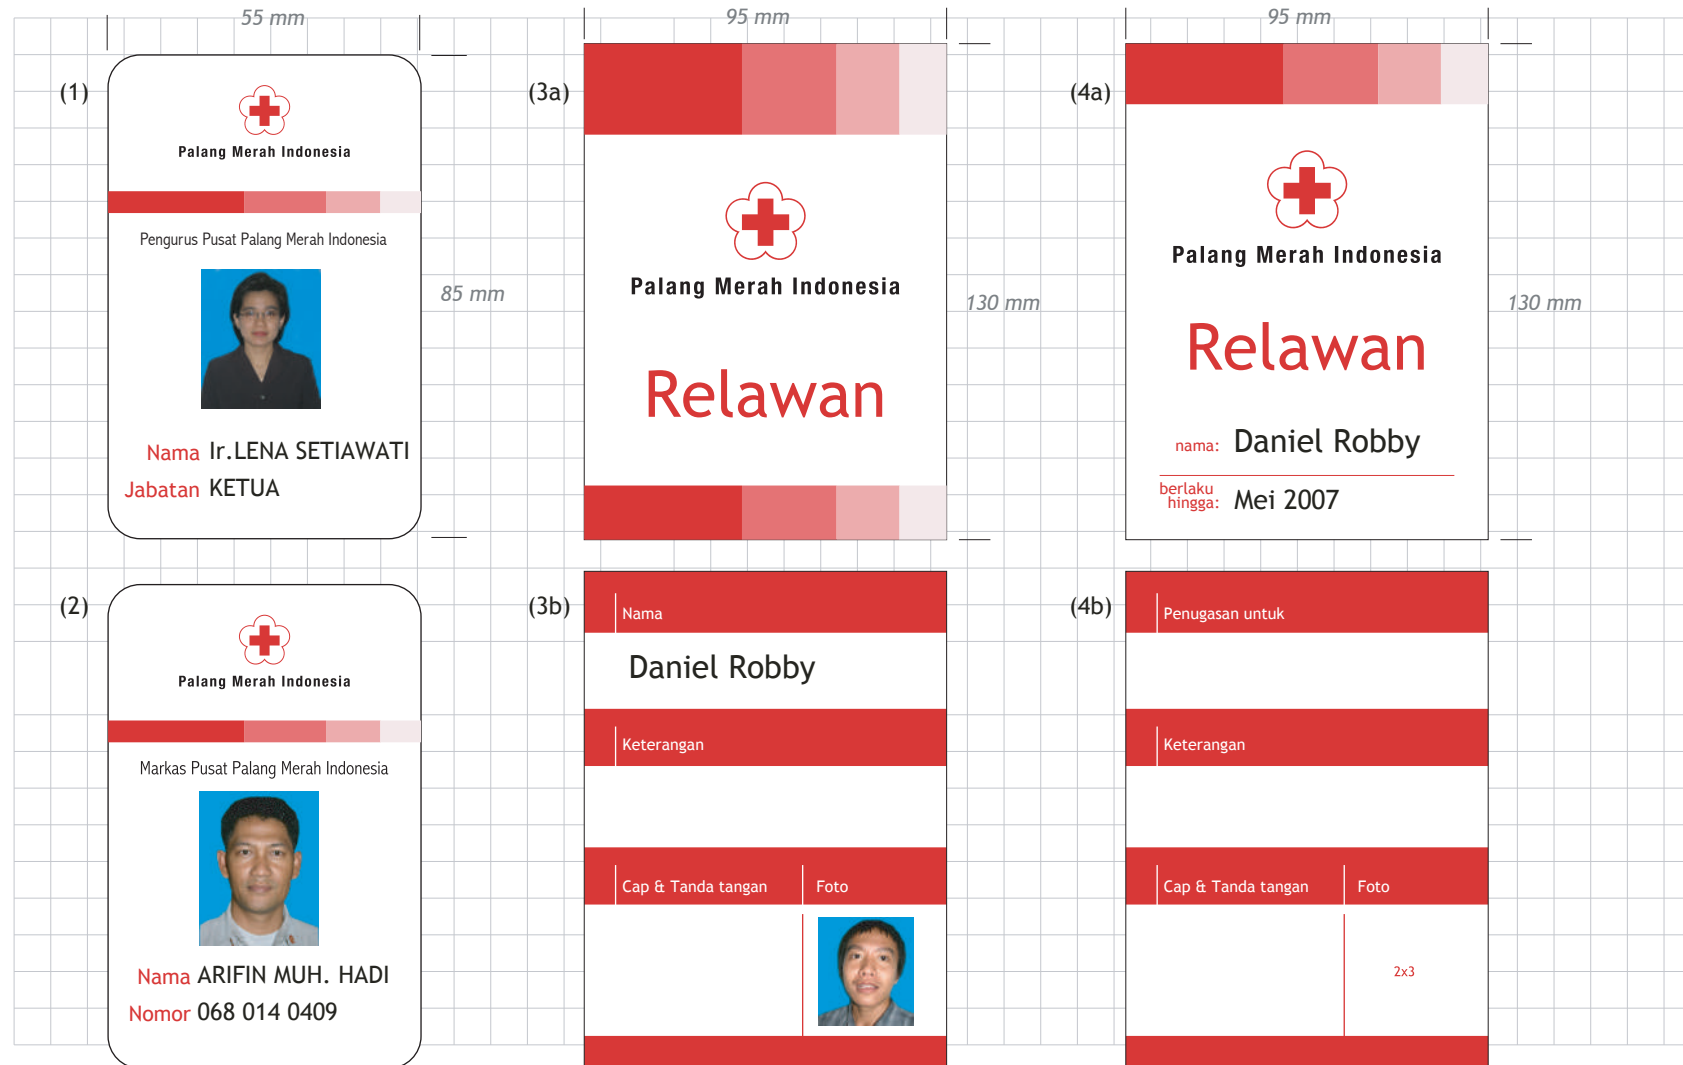 55 mm
95 mm
95 mm
(1)
Palang Merah Indonesia
Pengurus Pusat Palang Merah Indonesia
Nama Ir.LENA SETIAWATI
Jabatan KETUA
85 mm
(3a)
Palang Merah Indonesia
Relawan
130 mm
(4a)
Palang Merah Indonesia
Relawan
nama: Daniel Robby
berlaku
hingga: Mei 2007
130 mm
(2)
Palang Merah Indonesia
Markas Pusat Palang Merah Indonesia
Nama ARIFIN MUH. HADI
Nomor 068 014 0409
(3b)
Nama
Daniel Robby
Keterangan
Cap & Tanda tangan Foto
(4b)
Penugasan untuk
Keterangan
Cap & Tanda tangan Foto
2x3